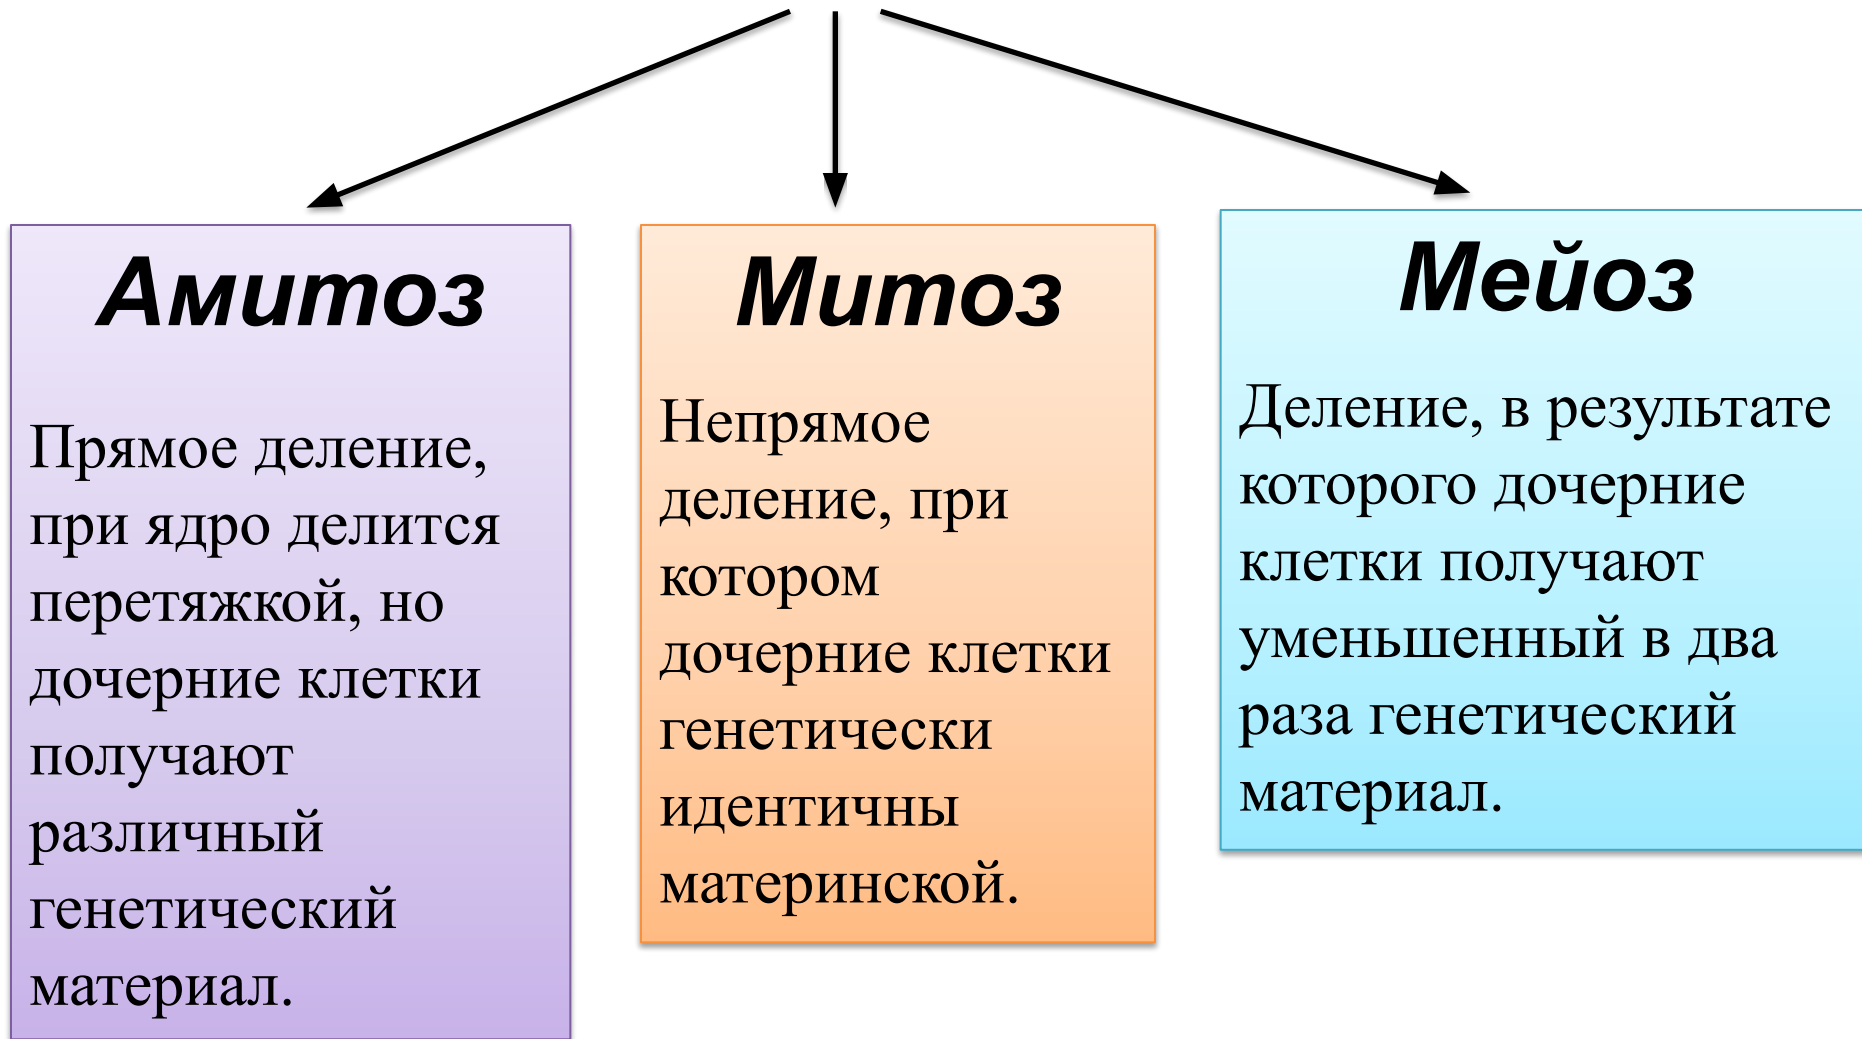 Амитоз
Прямое деление,
при ядро делится
перетяжкой, но
дочерние клетки
получают
различный
генетический
материал.
Митоз
Непрямое
деление, при
котором
дочерние клетки
генетически
идентичны
материнской.
Мейоз
Деление, в результате
которого дочерние
клетки получают
уменьшенный в два
раза генетический
материал.